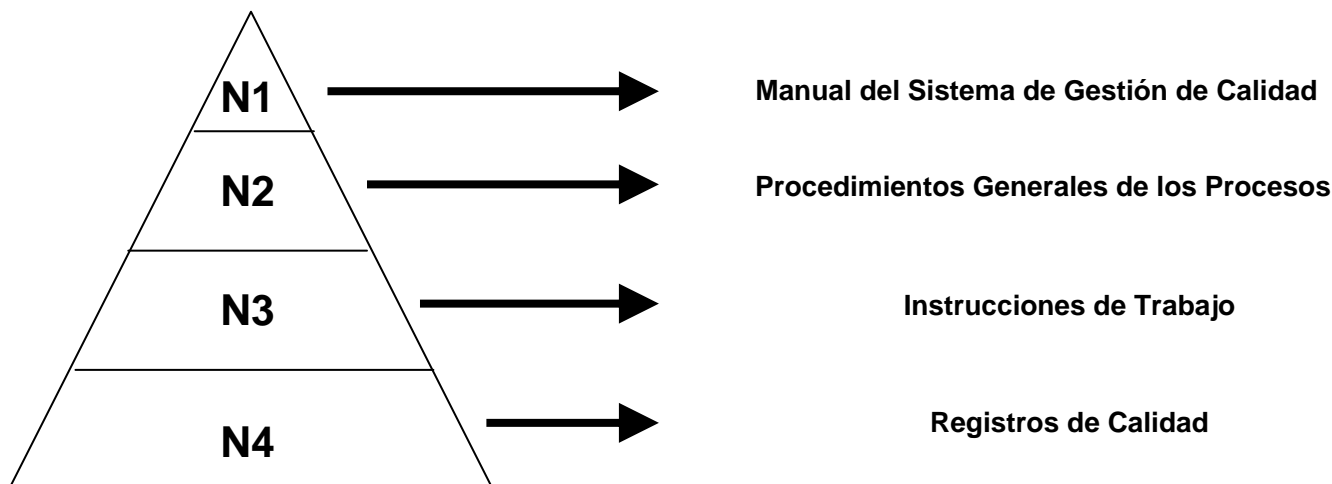 N1
Manual del Sistema de Gestión de Calidad
N2
Procedimientos Generales de los Procesos
N3
Instrucciones de Trabajo
N4
Registros de Calidad